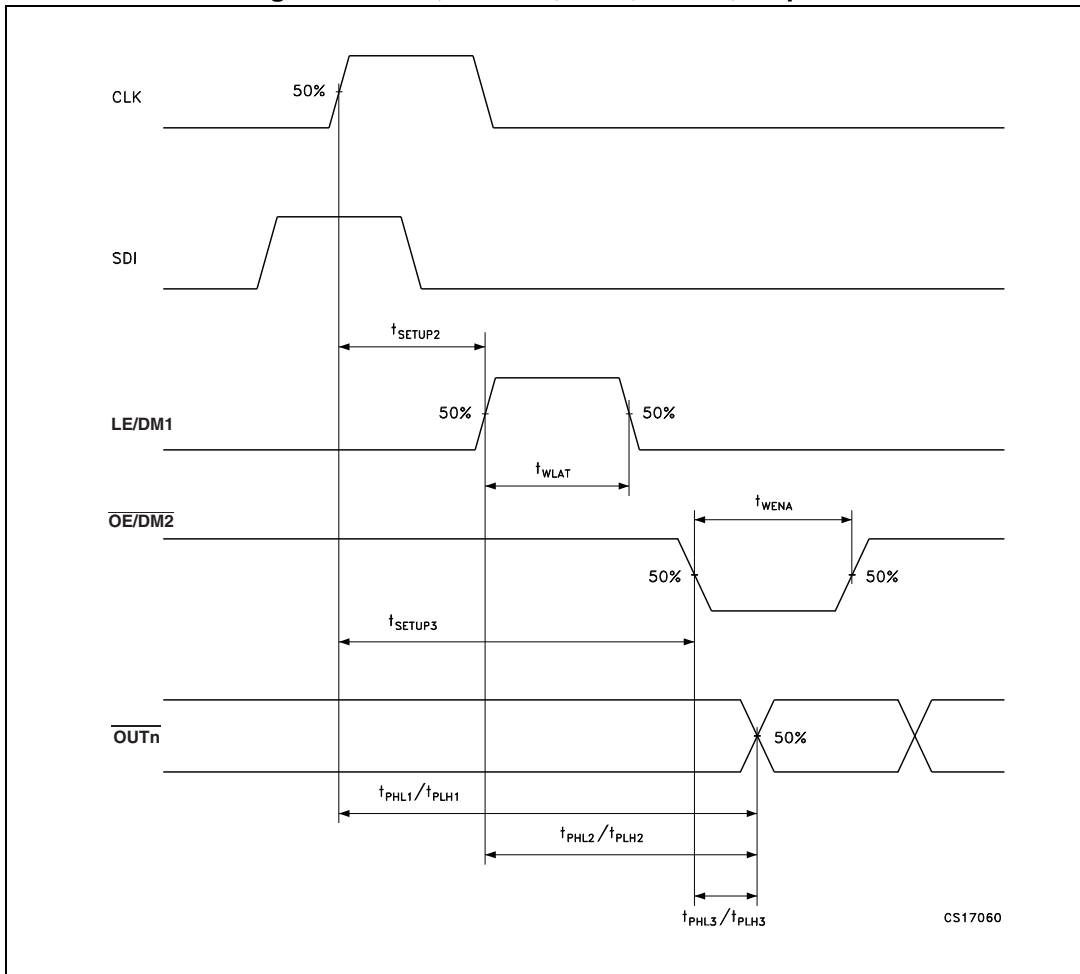 50%
CLK
SDI
tSETUP2
50% 50%
LE/DM1
tWLAT
tWENA
OE/DM2
50% 50%
tSETUP3
OUTn
50%
tPHL1/tPLH1
tPHL2/tPLH2
tPHL3/tPLH3
CS17060